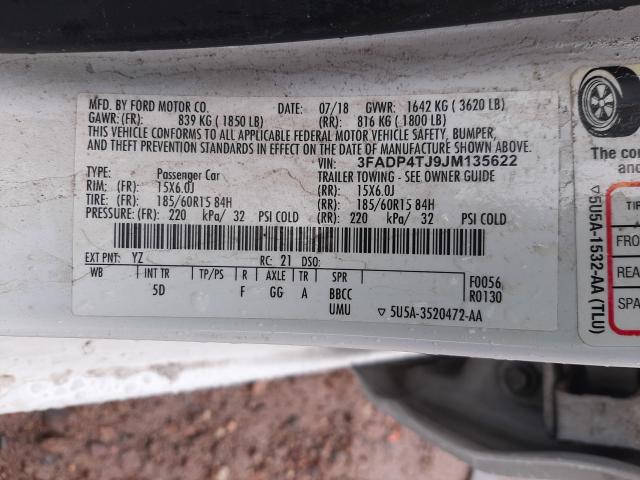 MFD. BY FORD MOTOR CO. DATE: 07/18 GVWR: 1642 KG ( 3620 LB)
GAWR: (FR): 839 KG ( 1850 LB) (RR): 816 KG ( 1800 LB)
THIS VEHICLE CONFORMS TO ALL APPLICABLE FEDERAL MOTOR VEHICLE SAFETY, BUMPER,
AND THEFT PREVENTION STANDARDS IN EFFECT ON THE DATE OF MANUFACTURE SHOWN ABOVE.
VIN: 3FADP4TJ9JM135622
TYPE: Passenger Car TRAILER TOWING - SEE OWNER GUIDE
RIM: (FR) 15X6.0J (RR): 15X6.0J
TIRE: (FR) 185/60R15 84H (RR): 185/60R15 84H
PRESSURE: (FR) 220 kPa/ 32 PSI COLD (RR): 220 kPa/ 32 PSI COLD
EXT PNT: YZ RC: 21 DSO:
WB INT TR TP/PS R AXLE TR SPR F0056
5D F GG A BBCC R0130
UMU ▽ 5U5A-3520472-AA
▽5U5A-1532-AA (TLU)
The com
and
TI
FRO
REA
SPA